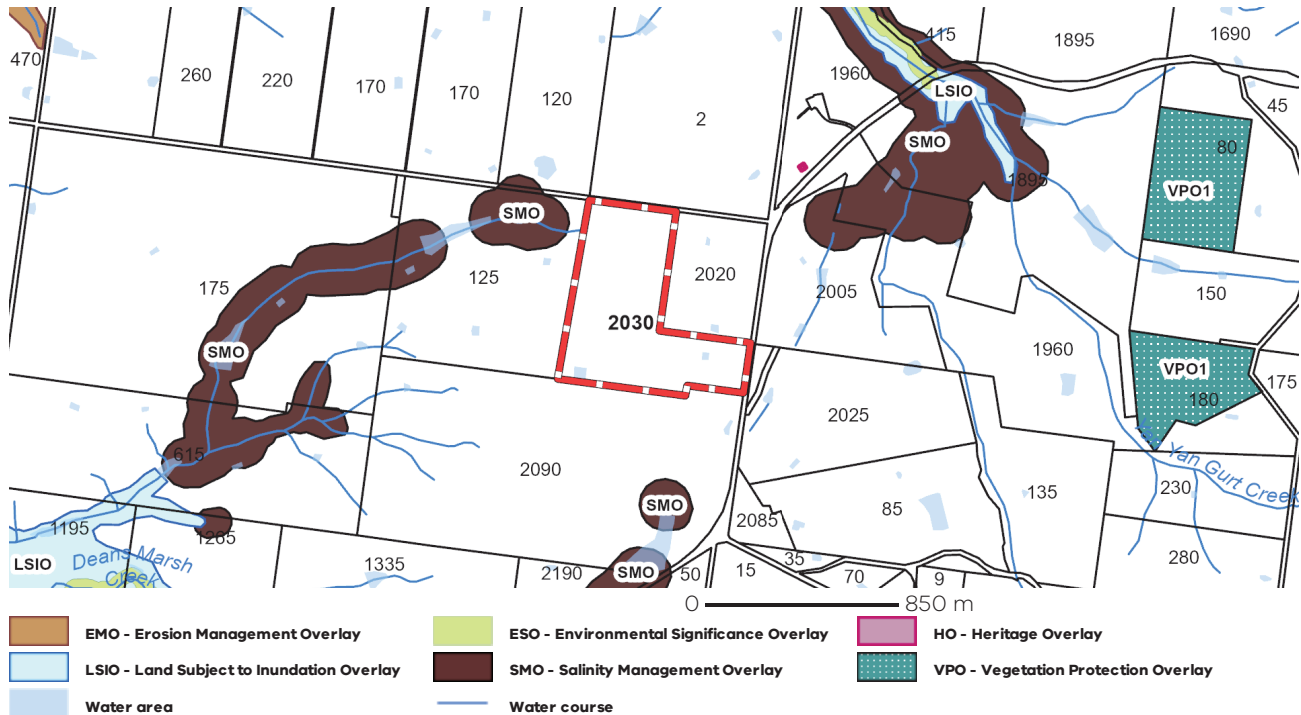 415
1895
1690
470
260
220
170
170
120
1960
2
LSIO
45
SMO
80
1895
VPO1
SMO
175
125
2020
2005
150
2030
SMO
1960
VPO1
175
180
2025
615
2090
Yan Gurt Creek
SMO
85
135
230
1195
1265
2085
LSIO
Deans Marsh
Creek
1335
2190
SMO
50
15
35
70
9
280
0 850 m
EMO - Erosion Management Overlay
ESO - Environmental Significance Overlay
HO - Heritage Overlay
LSIO - Land Subject to Inundation Overlay
SMO - Salinity Management Overlay
VPO - Vegetation Protection Overlay
Water area
Water course